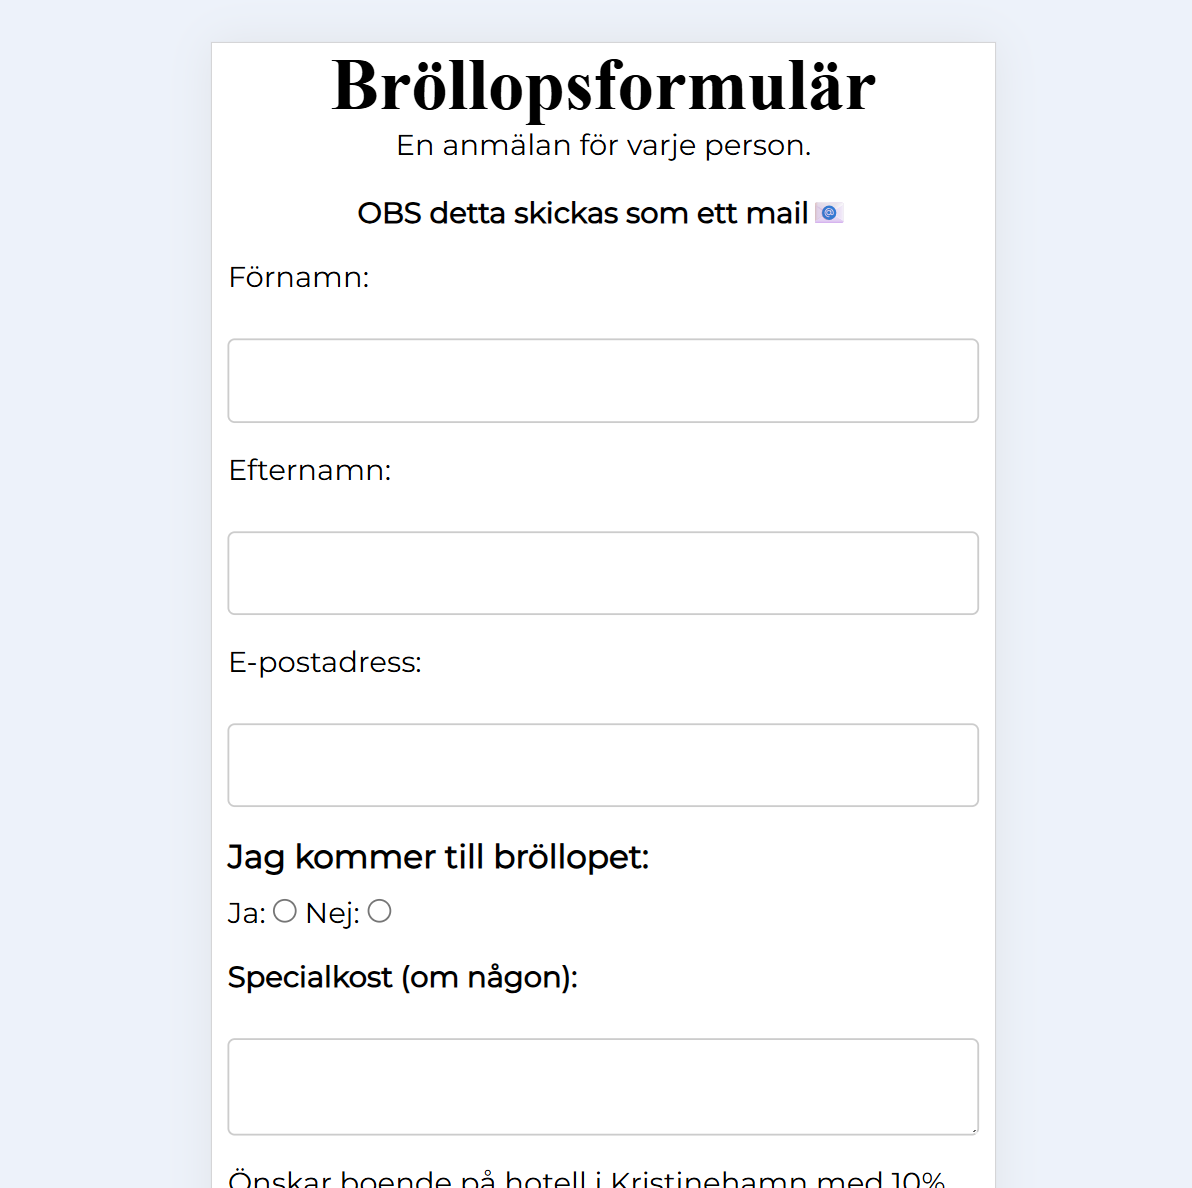 Bröllopsformulär
En anmälan för varje person.
OBS detta skickas som ett mail
Förnamn:
Efternamn:
E-postadress:
Jag kommer till bröllopet:
Ja: Nej:
Specialkost (om någon):
Önskar boende på hotell i Kristinehamn med 10%